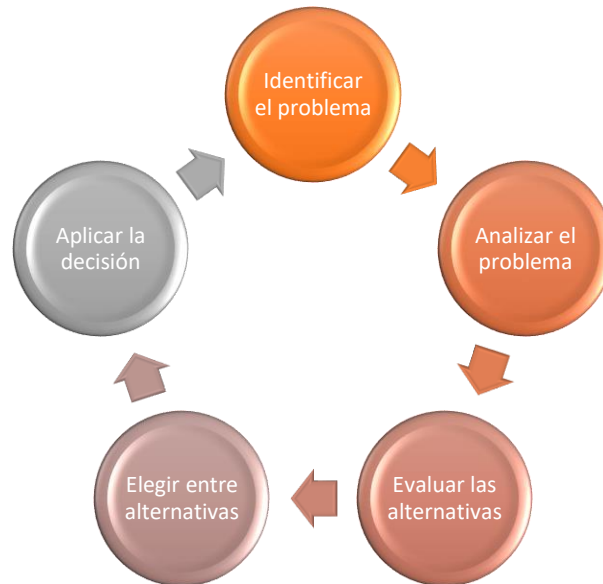 Identificar
el problema
Analizar el
problema
Evaluar las
alternativas
Elegir entre
alternativas
Aplicar la
decisión